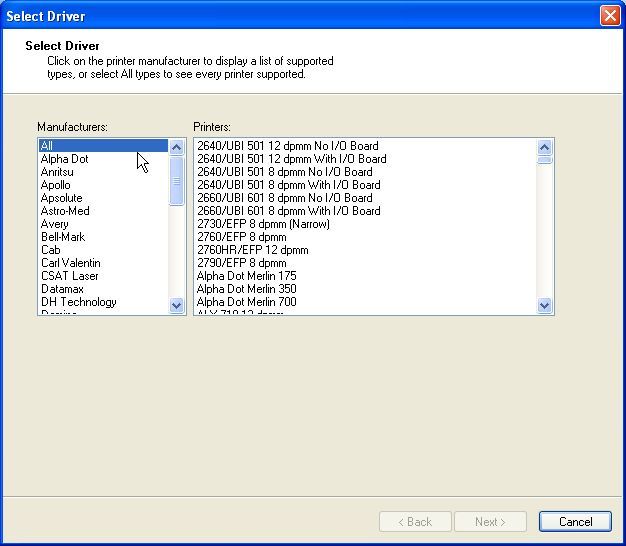 Select Driver
Select Driver
Click on the printer manufacturer to display a list of supported
types, or select All types to see every printer supported.
Manufacturers:
All
Alpha Dot
Anritsu
Apollo
Apsolute
Astro-Med
Avery
Bell-Mark
Cab
Carl Valentin
CSAT Laser
Datamax
DH Technology
Printers:
2640/UBI 501 12 dpmm No I/O Board
2640/UBI 501 12 dpmm With I/O Board
2640/UBI 501 8 dpmm No I/O Board
2640/UBI 501 8 dpmm With I/O Board
2660/UBI 601 8 dpmm No I/O Board
2660/UBI 601 8 dpmm With I/O Board
2730/EFP 8 dpmm (Narrow)
2760/EFP 8 dpmm
2760HR/EFP 12 dpmm
2790/EFP 8 dpmm
Alpha Dot Merlin 175
Alpha Dot Merlin 350
Alpha Dot Merlin 700
< Back
Next >
Cancel